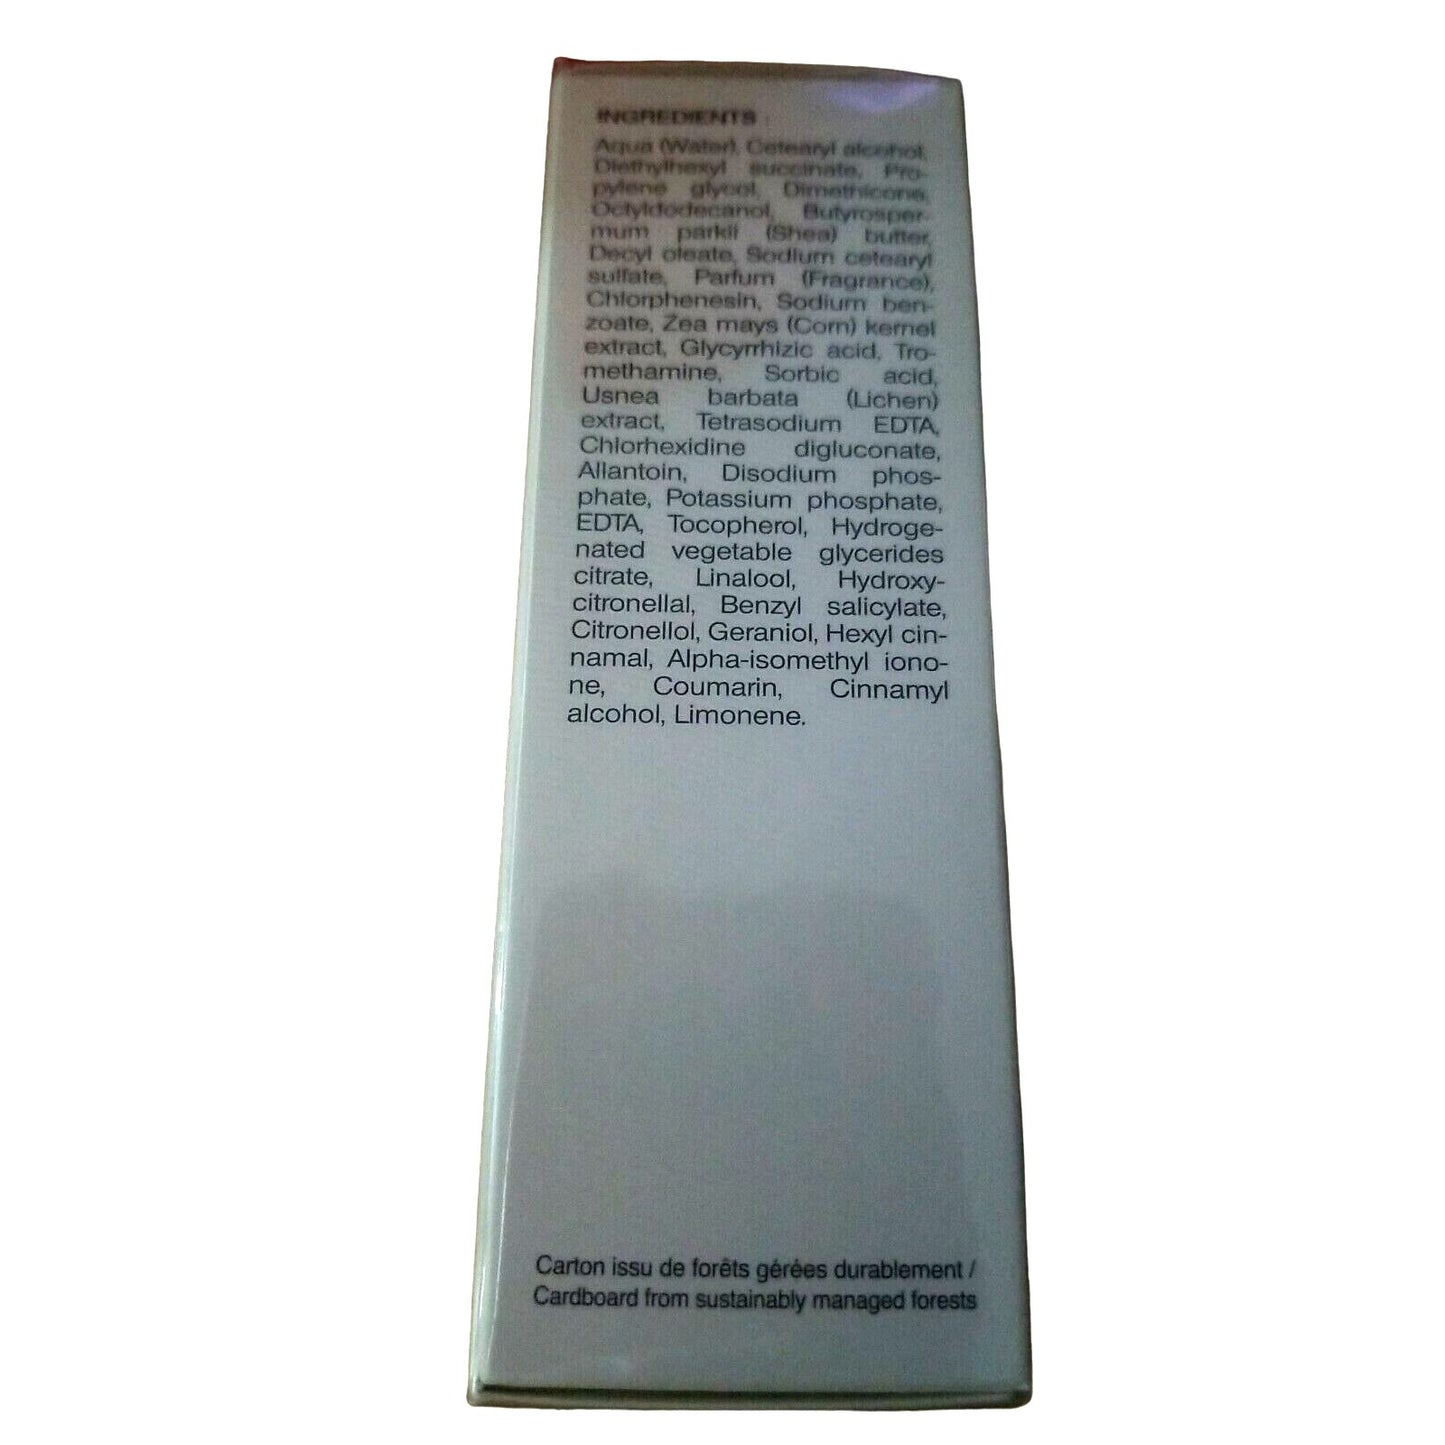 INGREDIENTS :
Aqua (Water), Cetearyl alcohol,
Diethylhexyl succinate, Pro-
pylene glycol, Dimethicone,
Octyldodecanol, Butyrosper-
mum parkii (Shea) butter,
Decyl oleate, Sodium cetearyl
sulfate, Parfum (Fragrance),
Chlorphenesin, Sodium ben-
zoate, Zea mays (Corn) kernel
extract, Glycyrrhizic acid, Tro-
methamine, Sorbic acid,
Usnea barbata (Lichen)
extract, Tetrasodium EDTA,
Chlorhexidine digluconate,
Allantoin, Disodium phos-
phate, Potassium phosphate,
EDTA, Tocopherol, Hydroge-
nated vegetable glycerides
citrate, Linalool, Hydroxy-
citronellal, Benzyl salicylate,
Citronellol, Geraniol, Hexyl cin-
namal, Alpha-isomethyl iono-
ne, Coumarin, Cinnamyl
alcohol, Limonene.
Carton issu de forêts gérées durablement /
Cardboard from sustainably managed forests